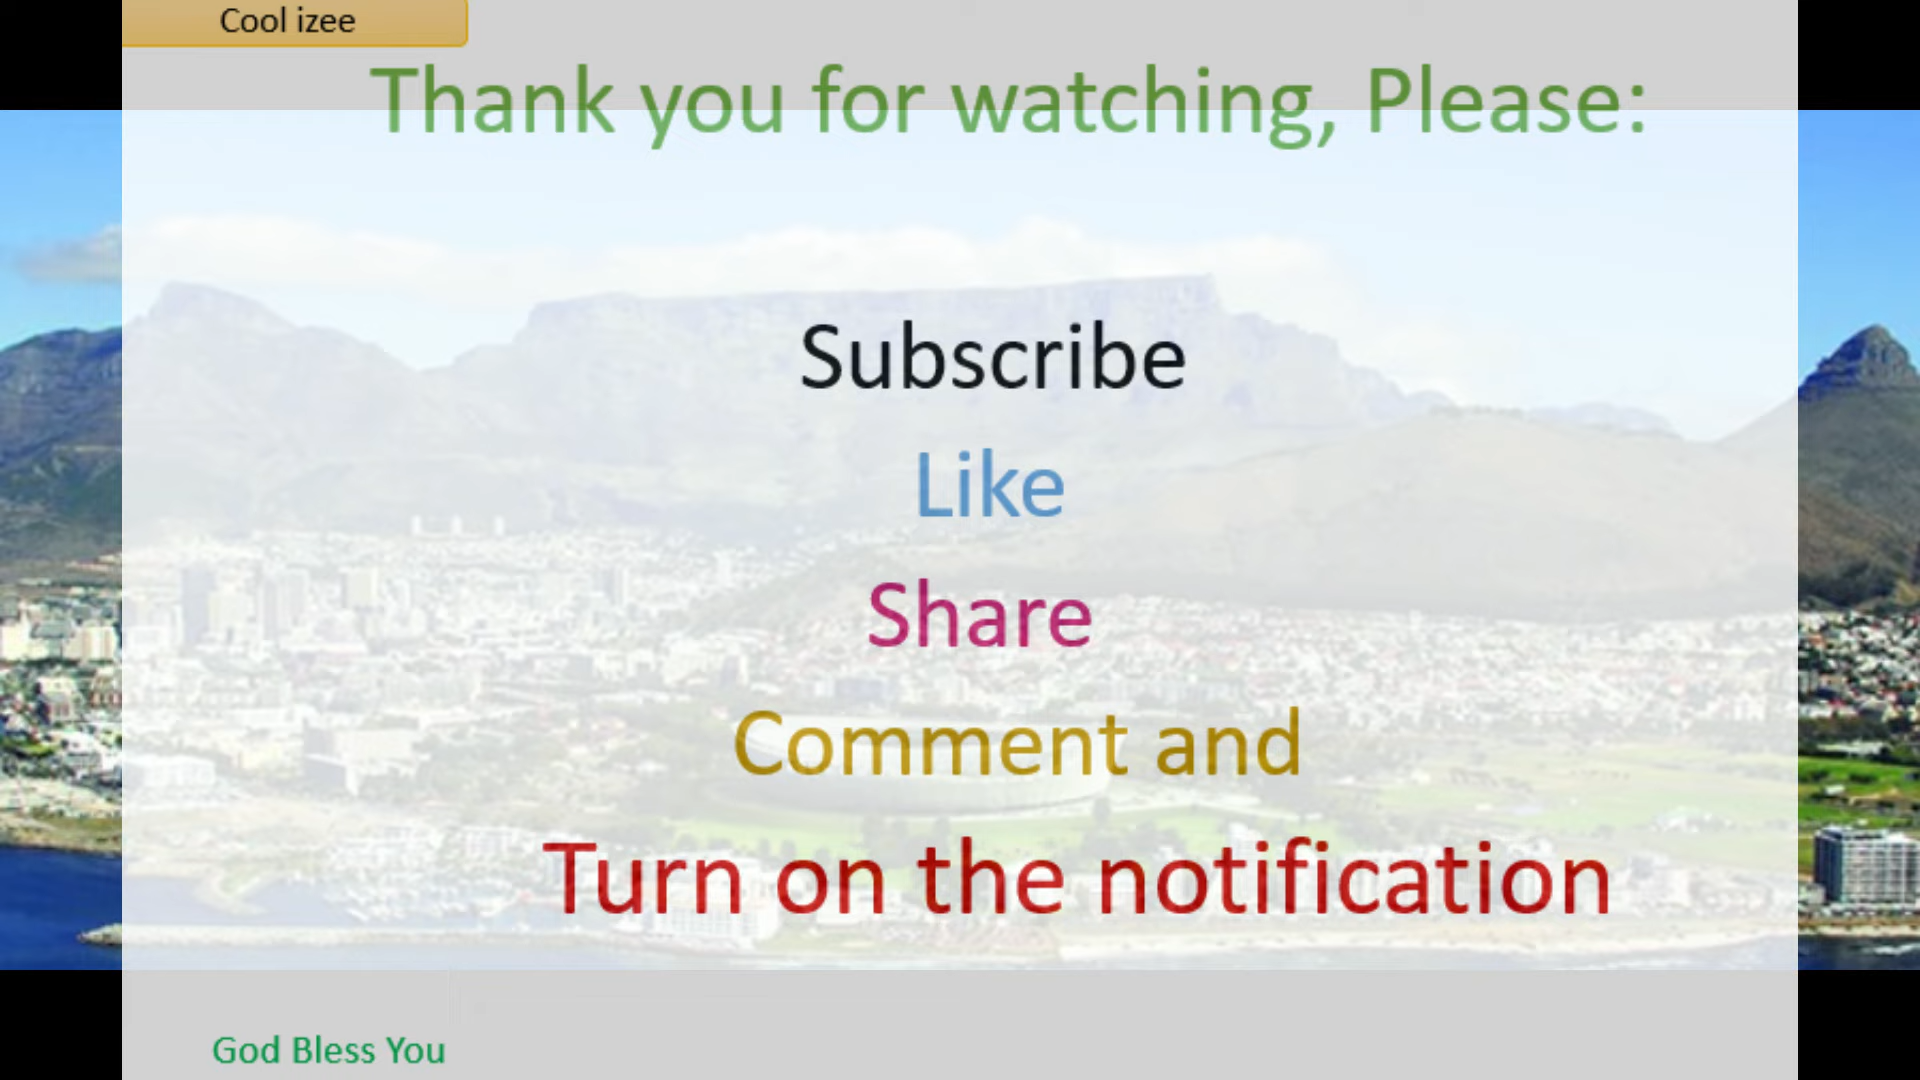 Cool izee
Thank you for watching, Please:
Subscribe
Like
Share
Comment and
Turn on the notification
God Bless You